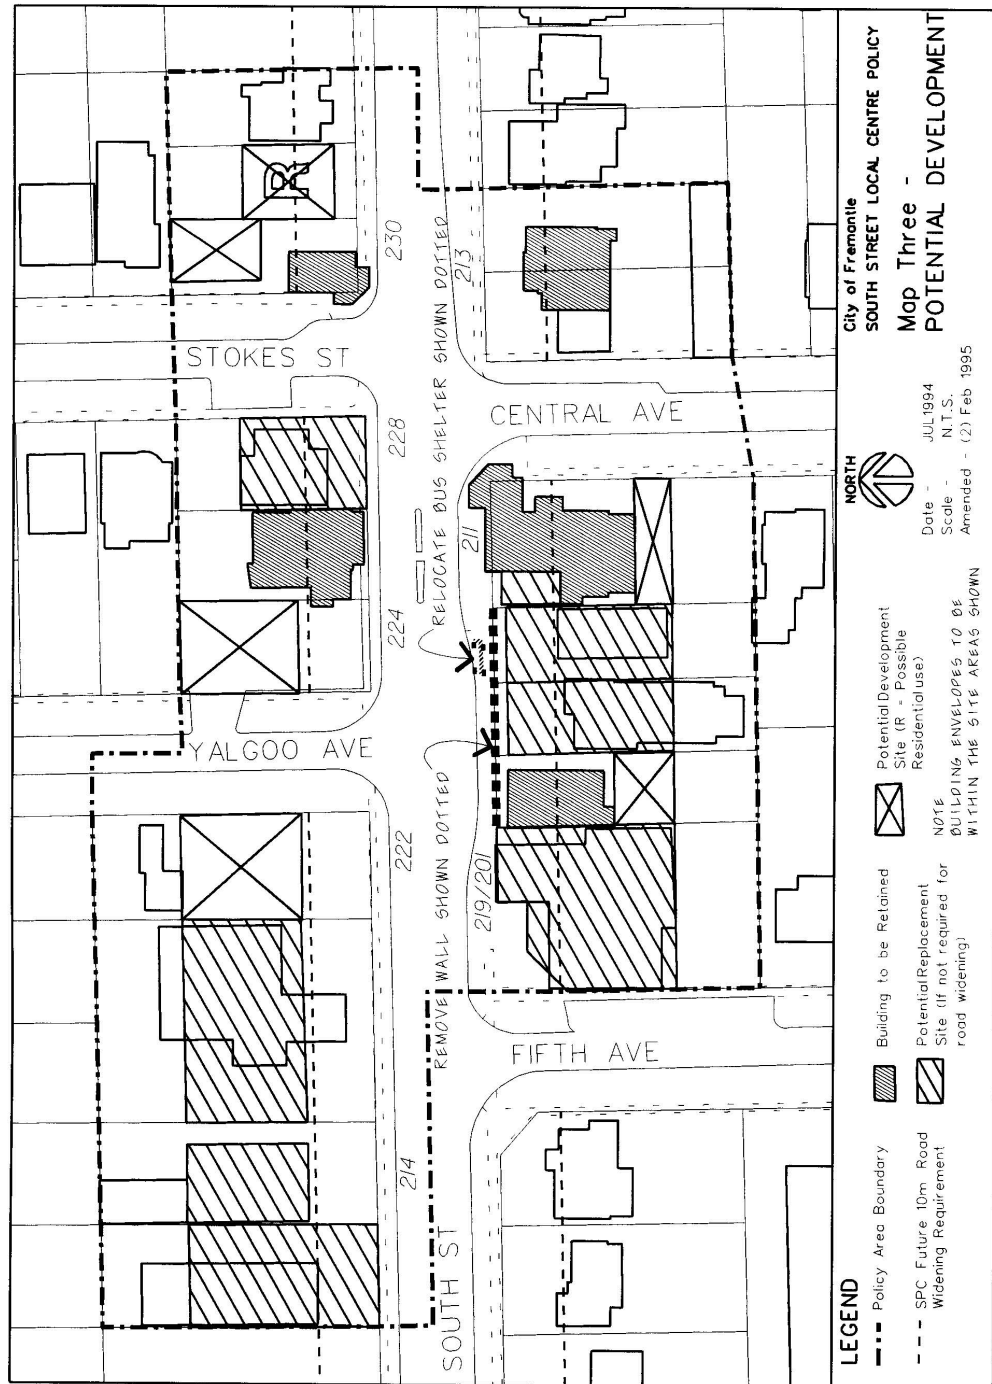 City of Fremantle
SOUTH STREET LOCAL CENTRE POLICY
Map Three -
POTENTIAL DEVELOPMENT
NORTH
Date - JUL1994
Scale - N.T.S.
Amended - (2) Feb 1995
STOKES ST
YALGOO AVE
CENTRAL AVE
FIFTH AVE
SOUTH ST
R
230
228
224
222
214
213
211
219/201
RELOCATE BUS SHELTER SHOWN DOTTED
REMOVE WALL SHOWN DOTTED
LEGEND
Policy Area Boundary
SPC Future 10m Road
Widening Requirement
Building to be Retained
Potential Replacement
Site (If not required for
road widening)
Potential Development
Site (R = Possible
Residential use)
NOTE
BUILDING ENVELOPES TO BE
WITHIN THE SITE AREAS SHOWN